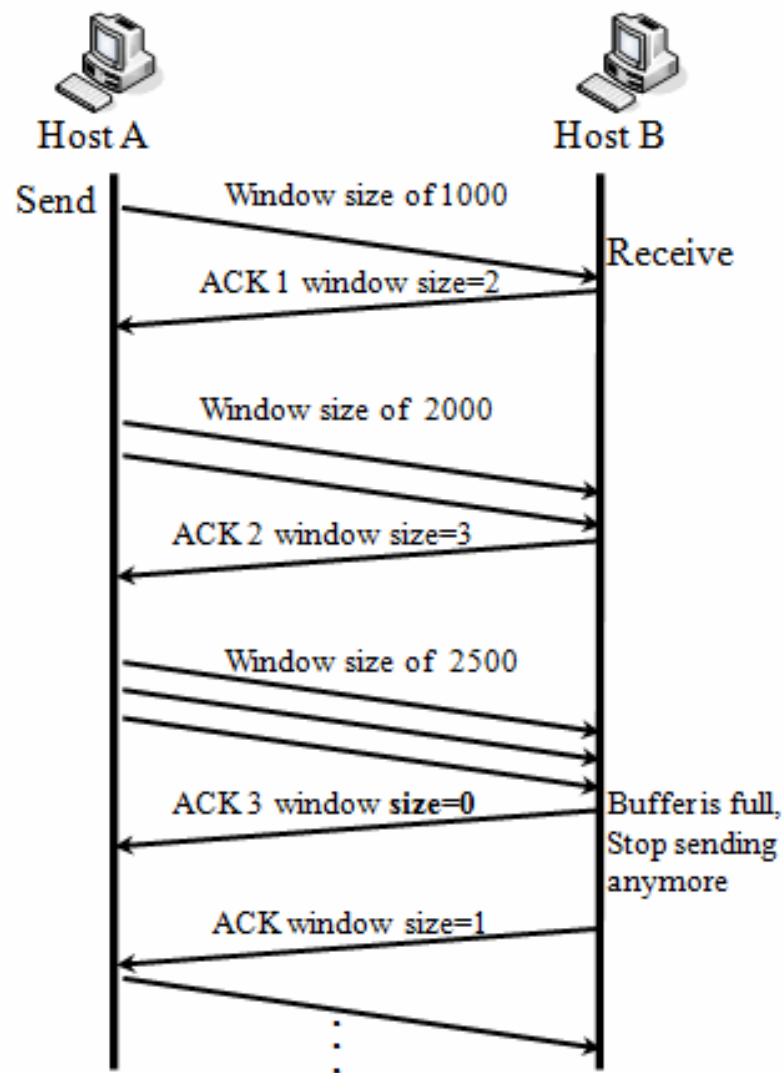 Host A
Host B
Send
Window size of 1000
Receive
ACK 1 window size=2
Window size of 2000
ACK 2 window size=3
Window size of 2500
ACK 3 window size=0
Buffer is full,
Stop sending
anymore
ACK window size=1